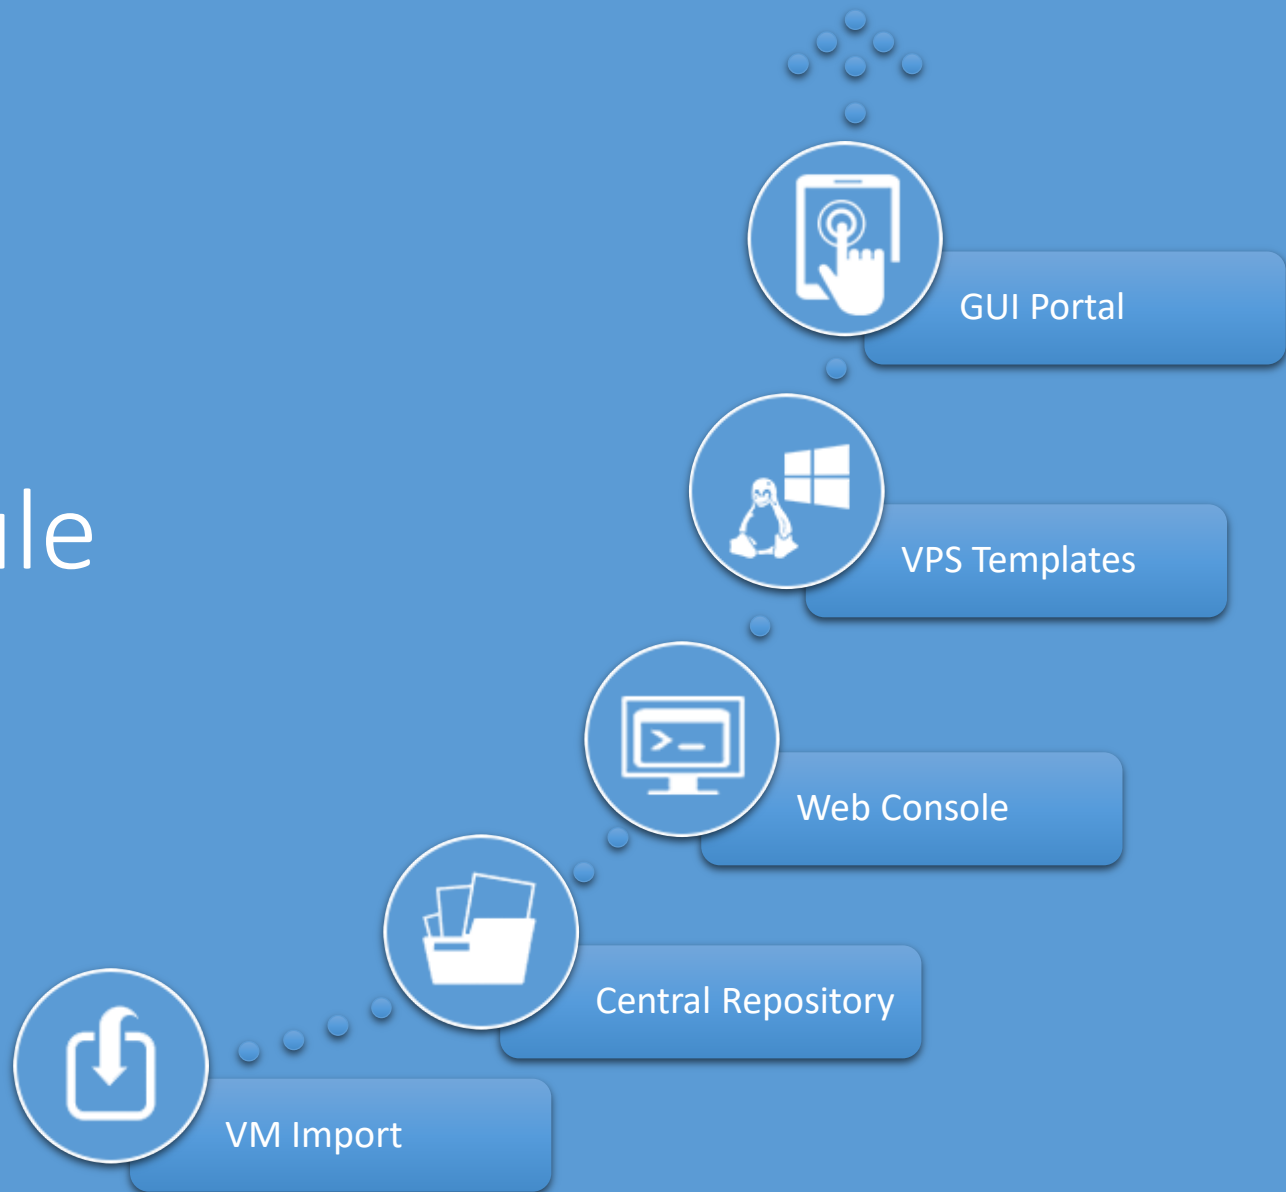 GUI Portal
VPS Templates
Web Console
Central Repository
VM Import